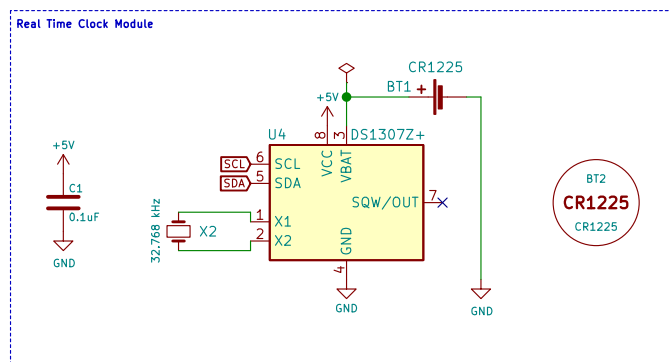 Real Time Clock Module
CR1225
BT1 +
+5V
U4
DS1307Z+
8
3
VCC
VBAT
SCL
6
SCL
SDA
5
SDA
SQW/OUT
7
1
X1
2
X2
GND
4
GND
+5V
C1
0.1uF
GND
32.768 kHz
X2
GND
BT2
CR1225
CR1225